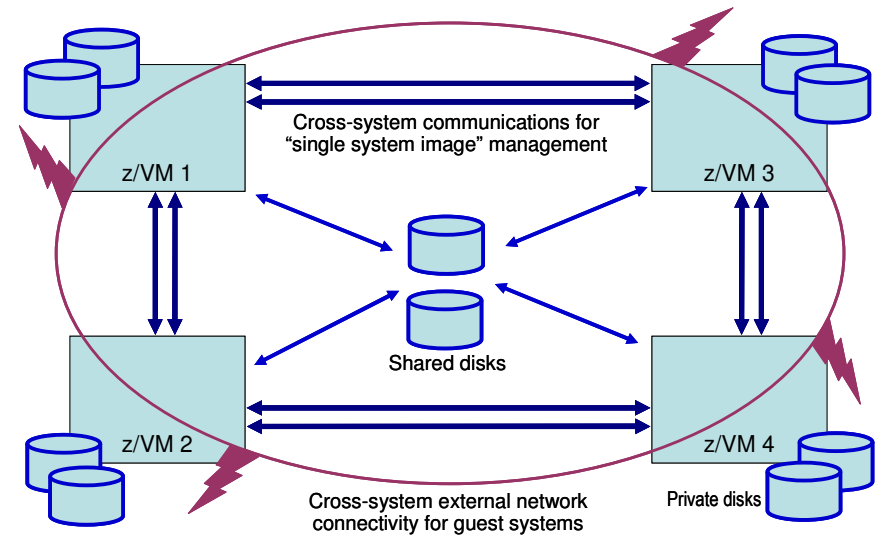 Cross-system communications for
“single system image” management
z/VM 1
z/VM 3
Shared disks
z/VM 2
z/VM 4
Cross-system external network
connectivity for guest systems
Private disks